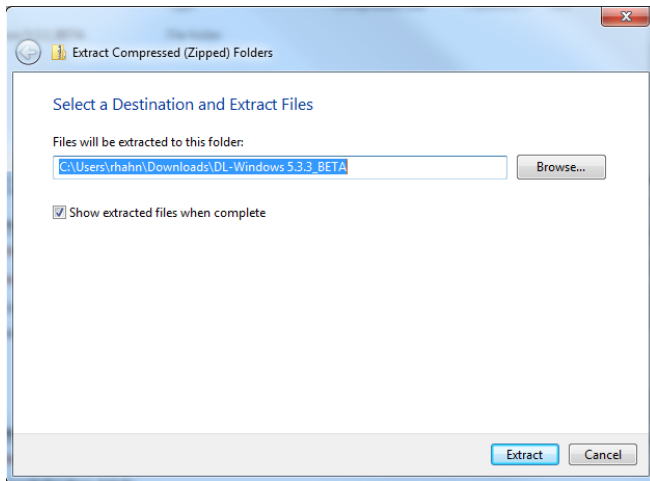 Extract Compressed (Zipped) Folders
Select a Destination and Extract Files
Files will be extracted to this folder:
C:\Users\rhahn\Downloads\DL-Windows 5.3.3_BETA
Browse...
Show extracted files when complete
Extract
Cancel